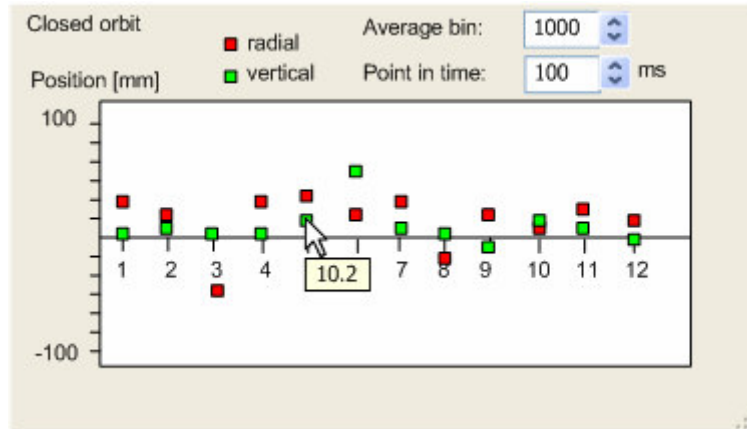 Closed orbit
radial
vertical
Average bin: 1000
Point in time: 100 ms
Position [mm]
100
1 2 3 4 7 8 9 10 11 12
10.2
-100